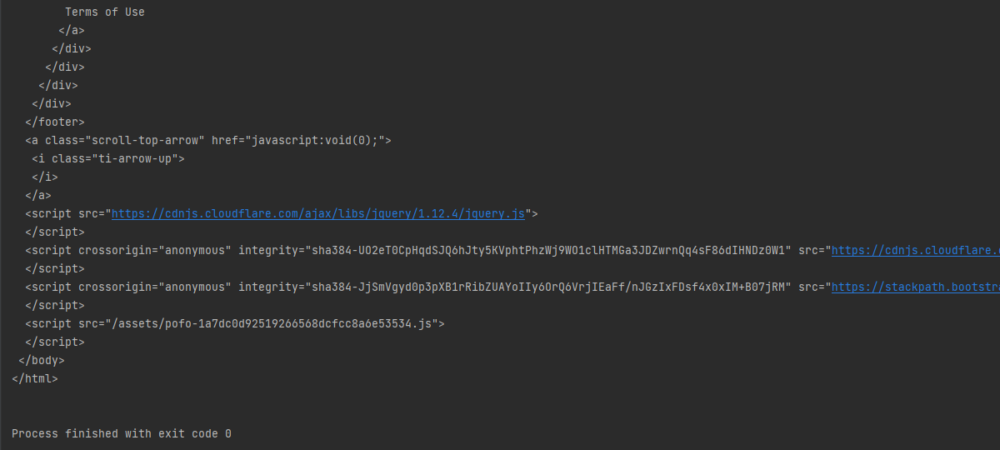 Terms of Use
</a>
</div>
</div>
</div>
</div>
</footer>
<a class="scroll-top-arrow" href="javascript:void(0);">
<i class="ti-arrow-up">
</i>
</a>
<script src="https://cdnjs.cloudflare.com/ajax/libs/jquery/1.12.4/jquery.js">
</script>
<script crossorigin="anonymous" integrity="sha384-UO2eT0CpHqdSJQ6hJty5KVphtPhzWj9WO1clHTMGa3JDZwrnQq4sF86dIHNDz0W1" src="https://cdnjs.cloudflare.
</script>
<script crossorigin="anonymous" integrity="sha384-JjSmVgyd0p3pXB1rRibZUAYoIIy6OrQ6VrjIEaFf/nJGzIxFDsf4x0xIM+B07jRM" src="https://stackpath.bootstra
</script>
<script src="/assets/pofo-1a7dc0d92519266568dcfcc8a6e53534.js">
</script>
</body>
</html>
Process finished with exit code 0